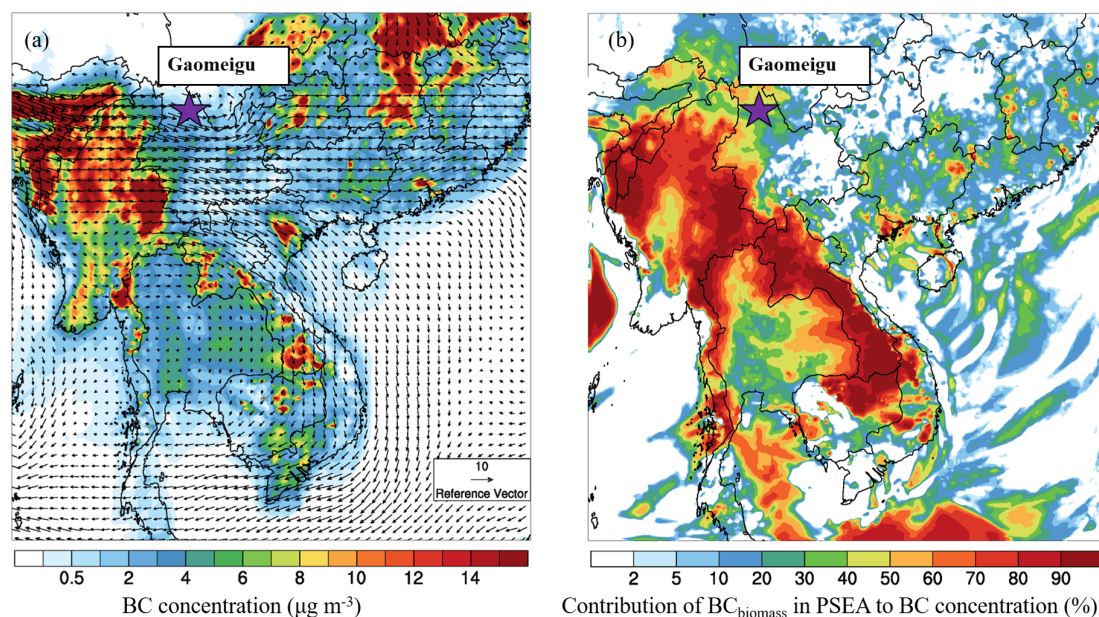 (a)
Gaomeigu
10
Reference Vector
0.5 2 4 6 8 10 12 14
BC concentration (µg m-3)
(b)
Gaomeigu
2 5 10 20 30 40 50 60 70 80 90
Contribution of BCbiomass in PSEA to BC concentration (%)